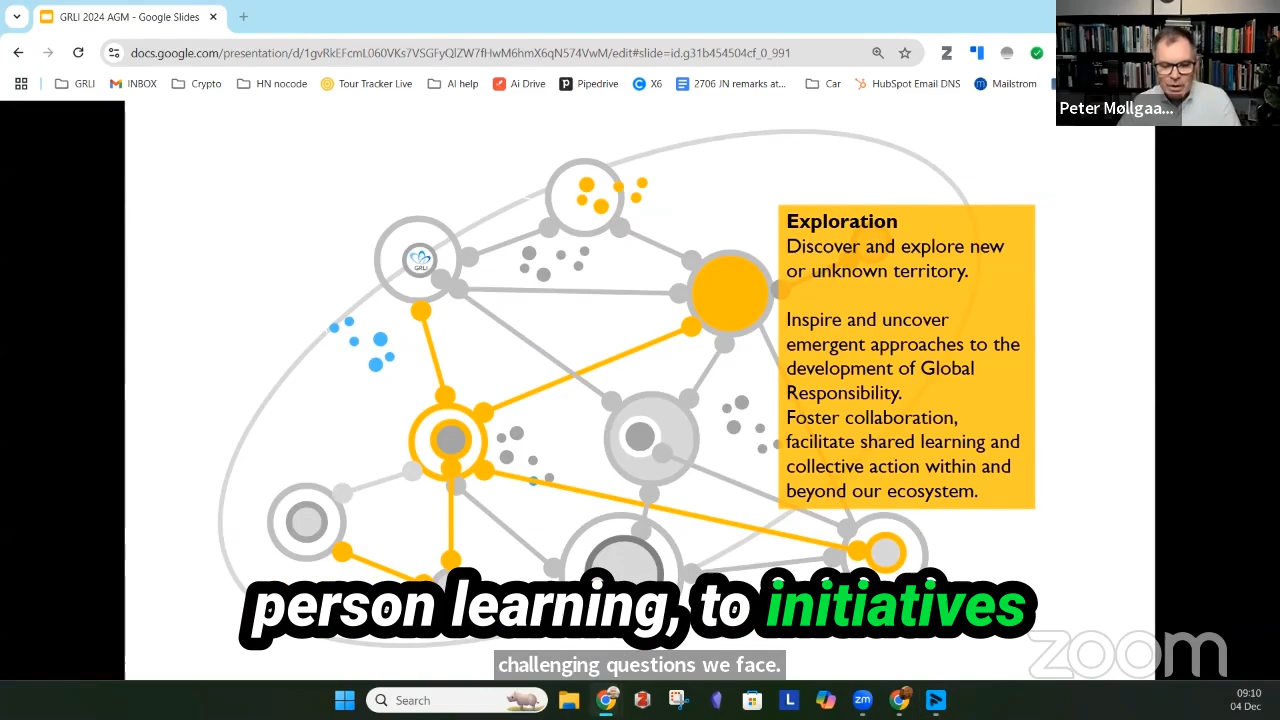 GRLI 2024 AGM - Google Slides
docs.google.com/presentation/d/1gvRkEFcnL060VKs7VSGFyQlZW7fHwM6hmX6qN574VwM/edit#slide=id.g31b454504cf_0_991
GRLI
INBOX
Crypto
HN node
Toon Tracker Live
AI help
Ai Drive
Pipedrive
X6
2706 JN remarks at...
Car
HubSpot Email DNS
Mailstrom
Peter Møllgaa...
GRLI
Exploration
Discover and explore new
or unknown territory.
Inspire and uncover
emergent approaches to the
development of Global
Responsibility.
Foster collaboration,
facilitate shared learning and
collective action within and
beyond our ecosystem.
person learning, to initiatives
challenging questions we face.
zoom
Search
09:10
04 Dec